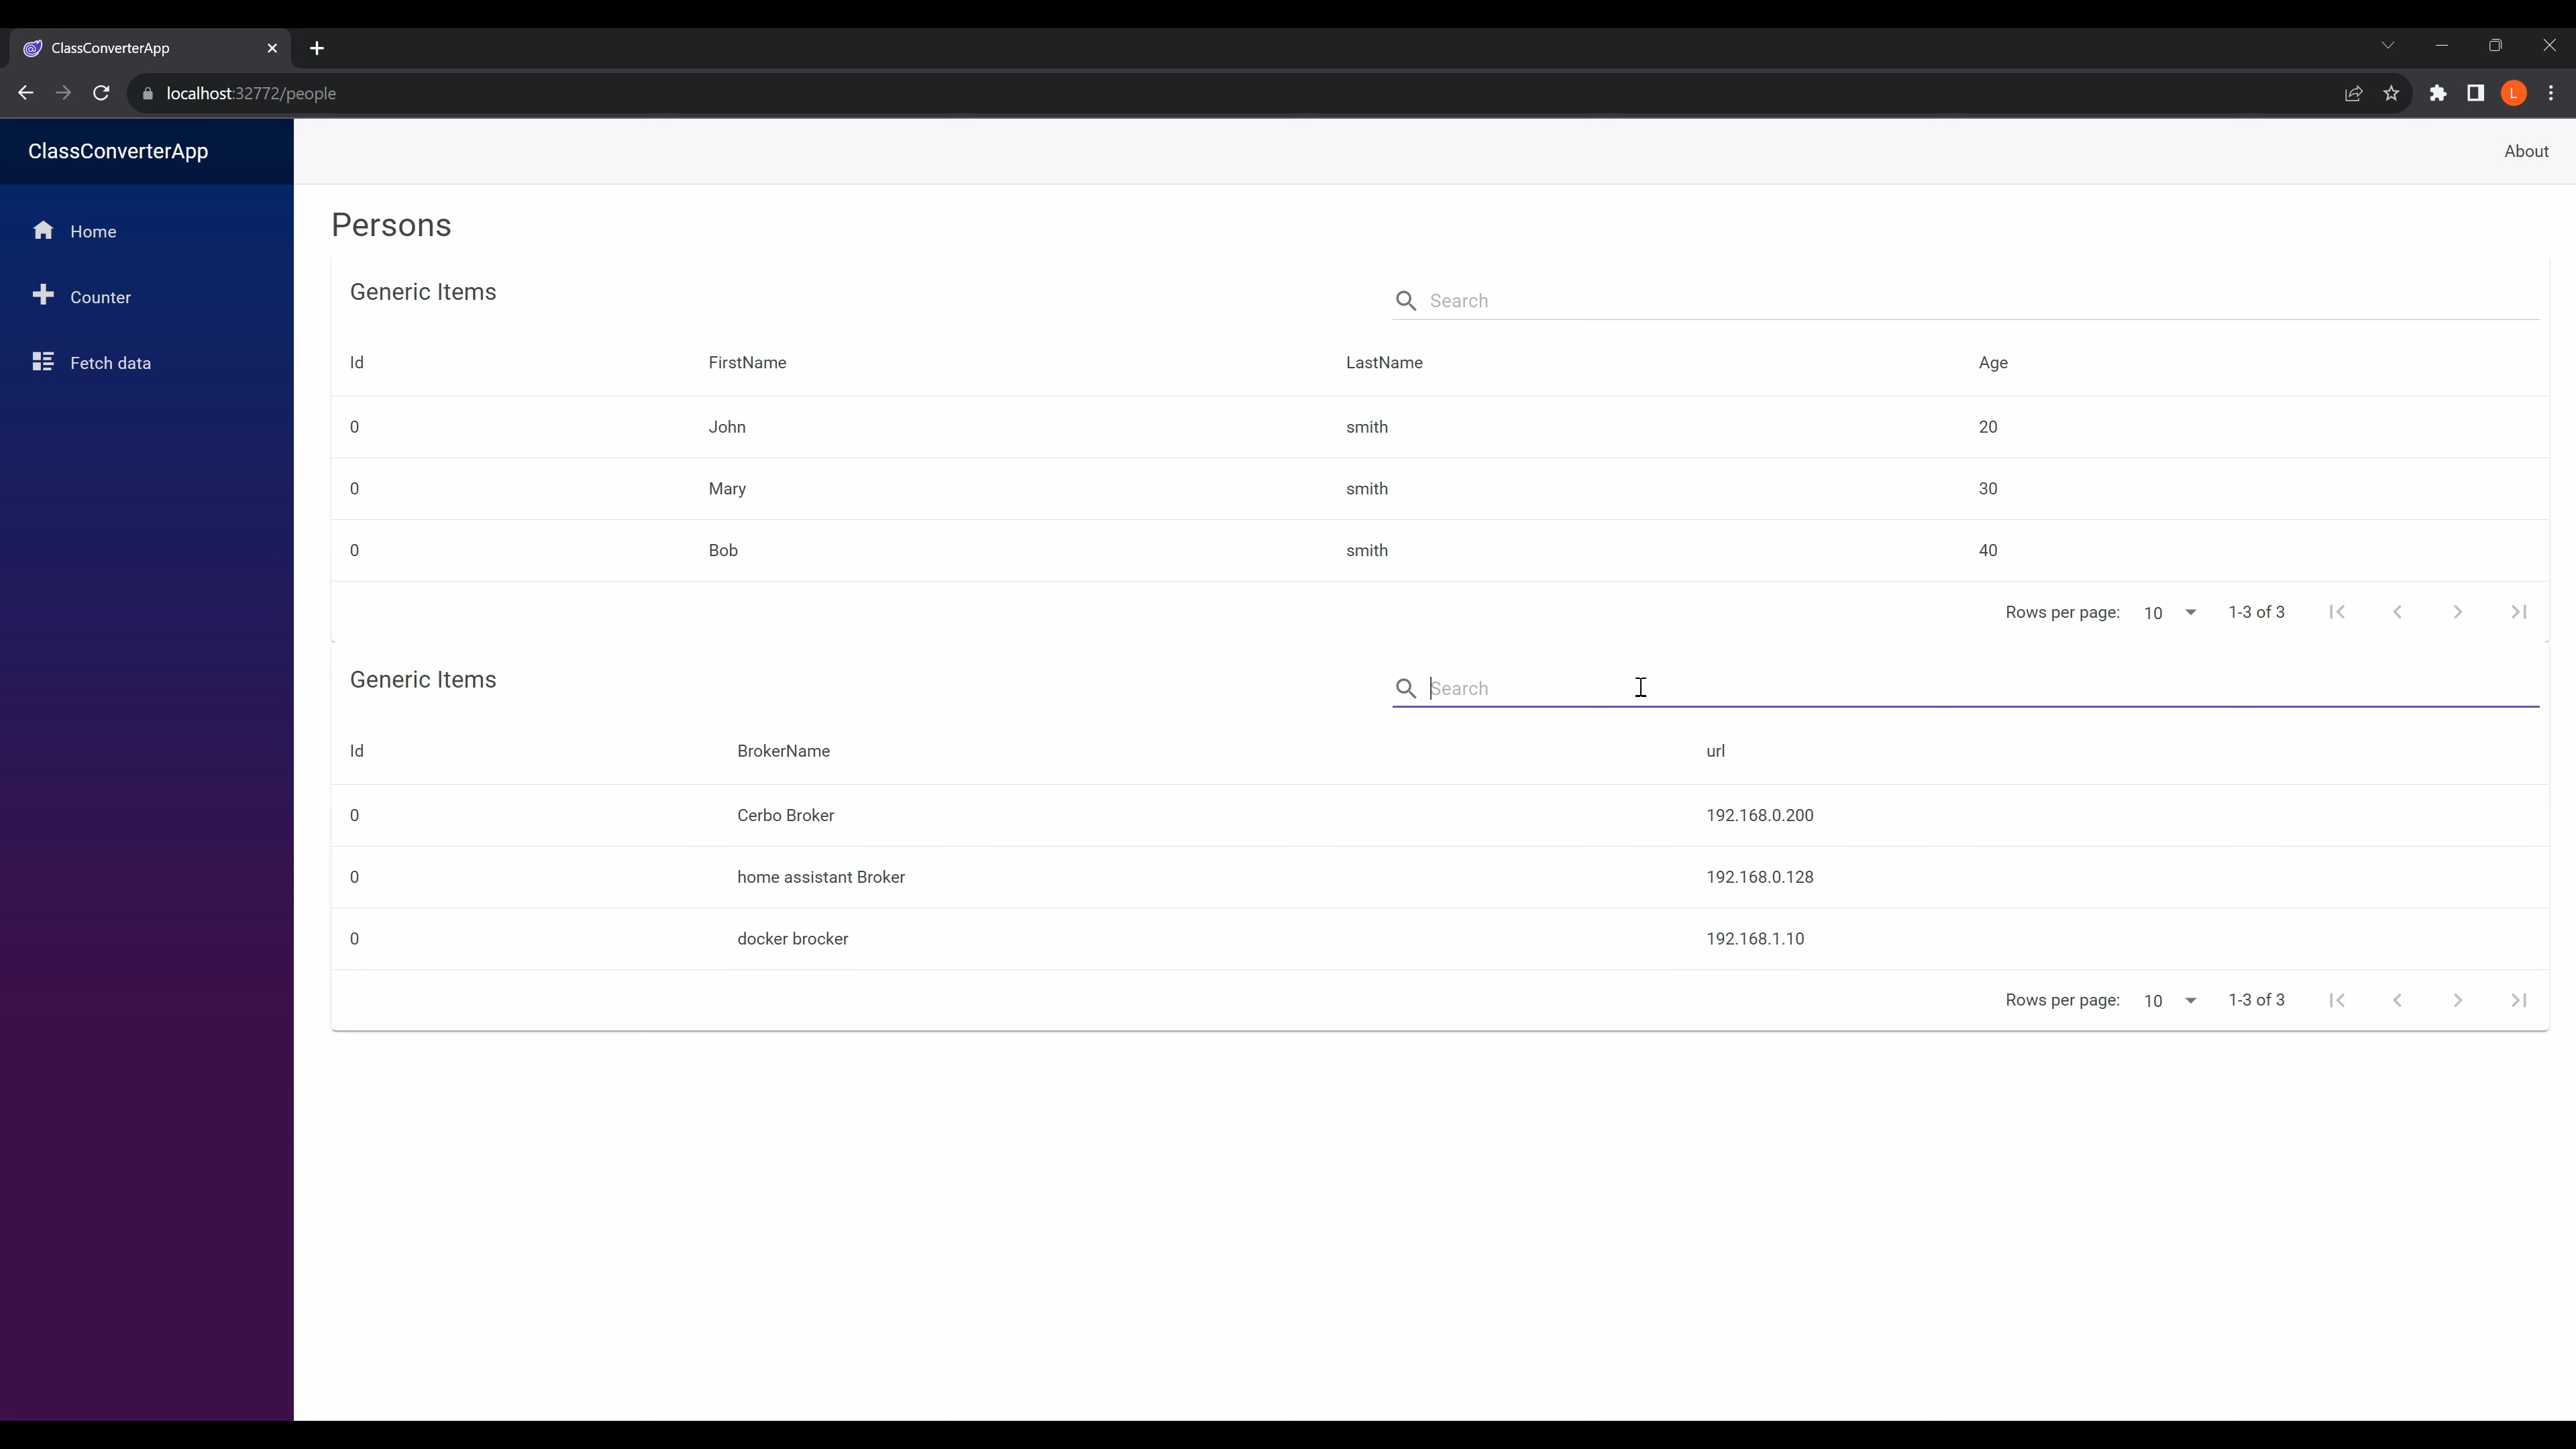 ClassConverterApp
localhost:32772/people
L
ClassConverterApp
About
Home
Counter
Fetch data
Persons
Generic Items
Search
Id FirstName LastName Age
0 John smith 20
0 Mary smith 30
0 Bob smith 40
Rows per page: 10 1-3 of 3
Generic Items
Search
Id BrokerName url
0 Cerbo Broker 192.168.0.200
0 home assistant Broker 192.168.0.128
0 docker brocker 192.168.1.10
Rows per page: 10 1-3 of 3